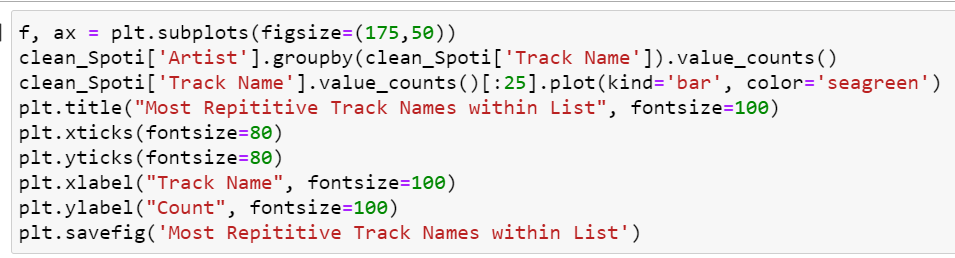 f, ax = plt.subplots(figsize=(175,50))
clean_Spoti['Artist'].groupby(clean_Spoti['Track Name']).value_counts()
clean_Spoti['Track Name'].value_counts()[:25].plot(kind='bar', color='seagreen')
plt.title("Most Repititive Track Names within List", fontsize=100)
plt.xticks(fontsize=80)
plt.yticks(fontsize=80)
plt.xlabel("Track Name", fontsize=100)
plt.ylabel("Count", fontsize=100)
plt.savefig('Most Repititive Track Names within List')